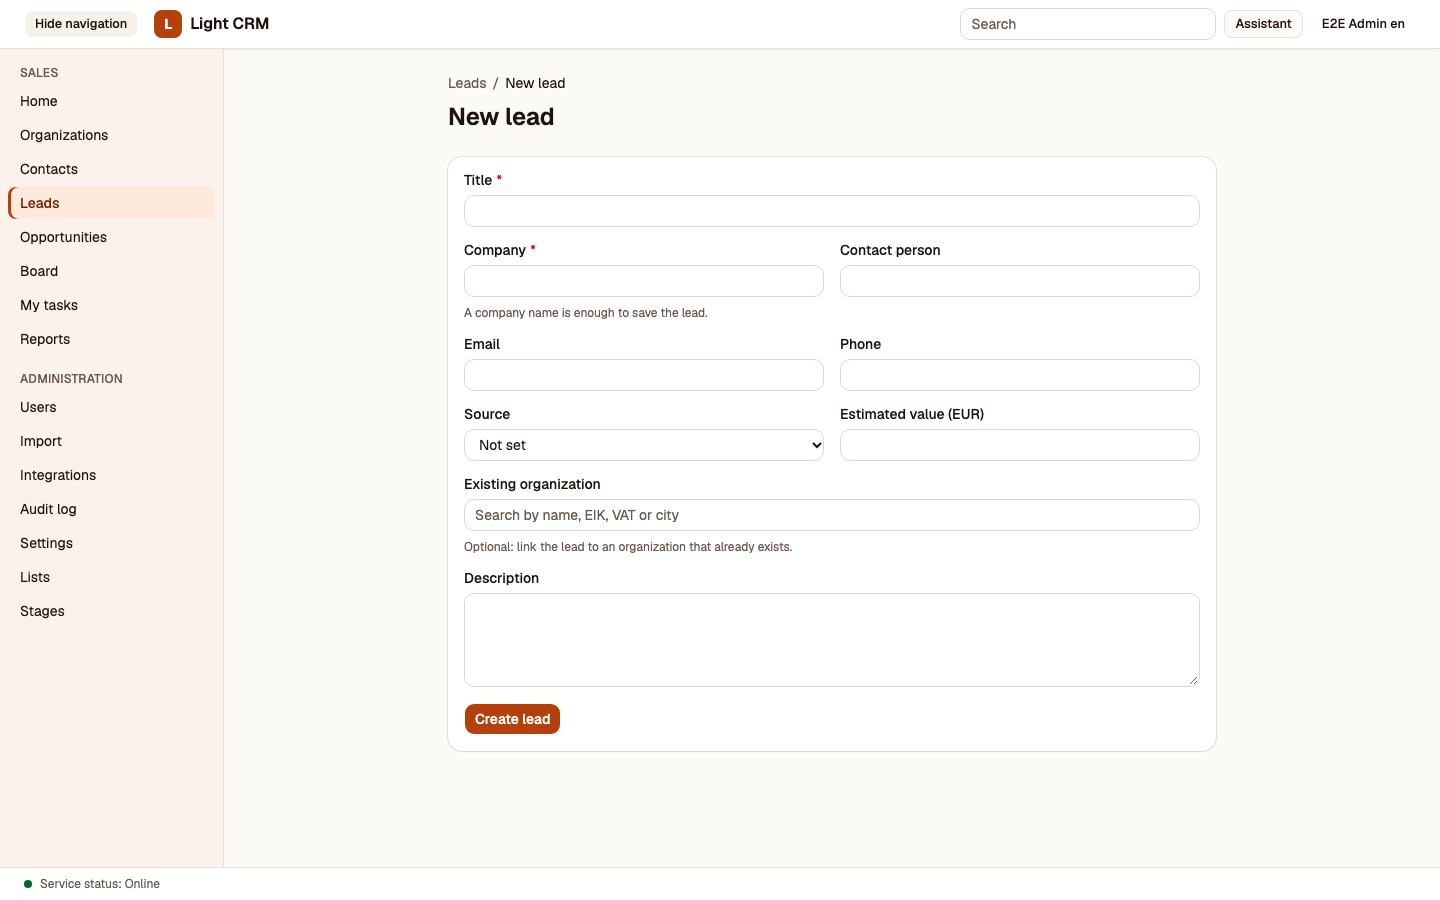 Hide navigation
L
Light CRM
Search
Assistant
E2E Admin en
SALES
Home
Organizations
Contacts
Leads
Opportunities
Board
My tasks
Reports
ADMINISTRATION
Users
Import
Integrations
Audit log
Settings
Lists
Stages
Leads / New lead
New lead
Title *
Company *
Contact person
A company name is enough to save the lead.
Email
Phone
Source
Estimated value (EUR)
Not set
Existing organization
Search by name, EIK, VAT or city
Optional: link the lead to an organization that already exists.
Description
Create lead
Service status: Online